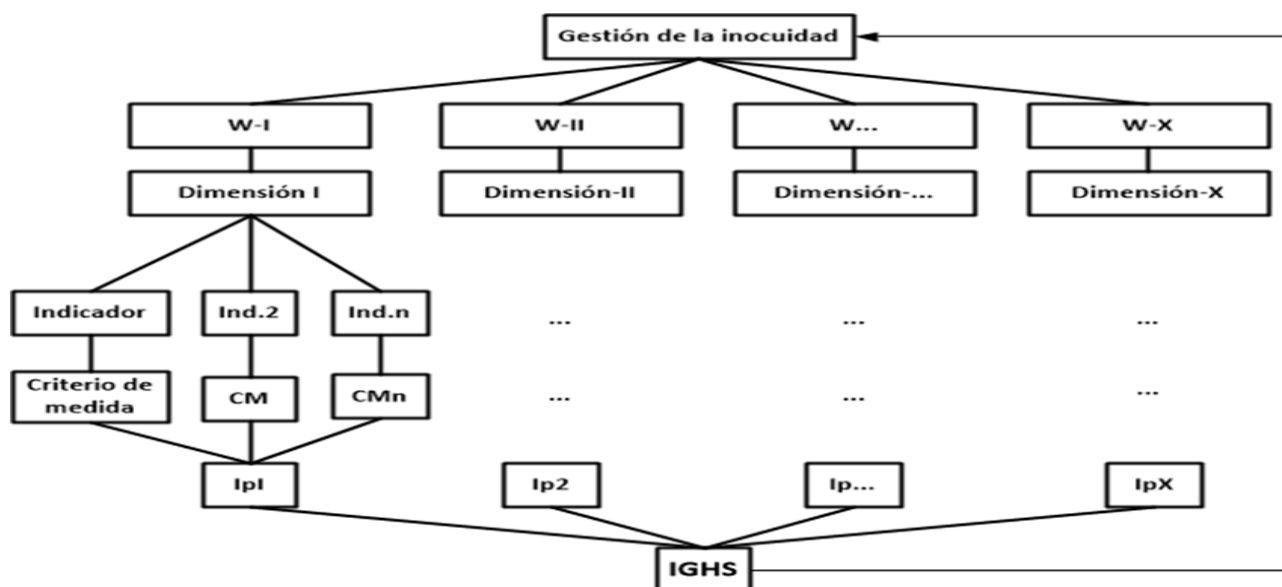 Gestión de la inocuidad
W-I
W-II
W...
W-X
Dimensión I
Dimensión-II
Dimensión-...
Dimensión-X
Indicador
Ind.2
Ind.n
...
...
...
Criterio de
medida
CM
CMn
...
...
...
IpI
Ip2
Ip...
IpX
IGHS